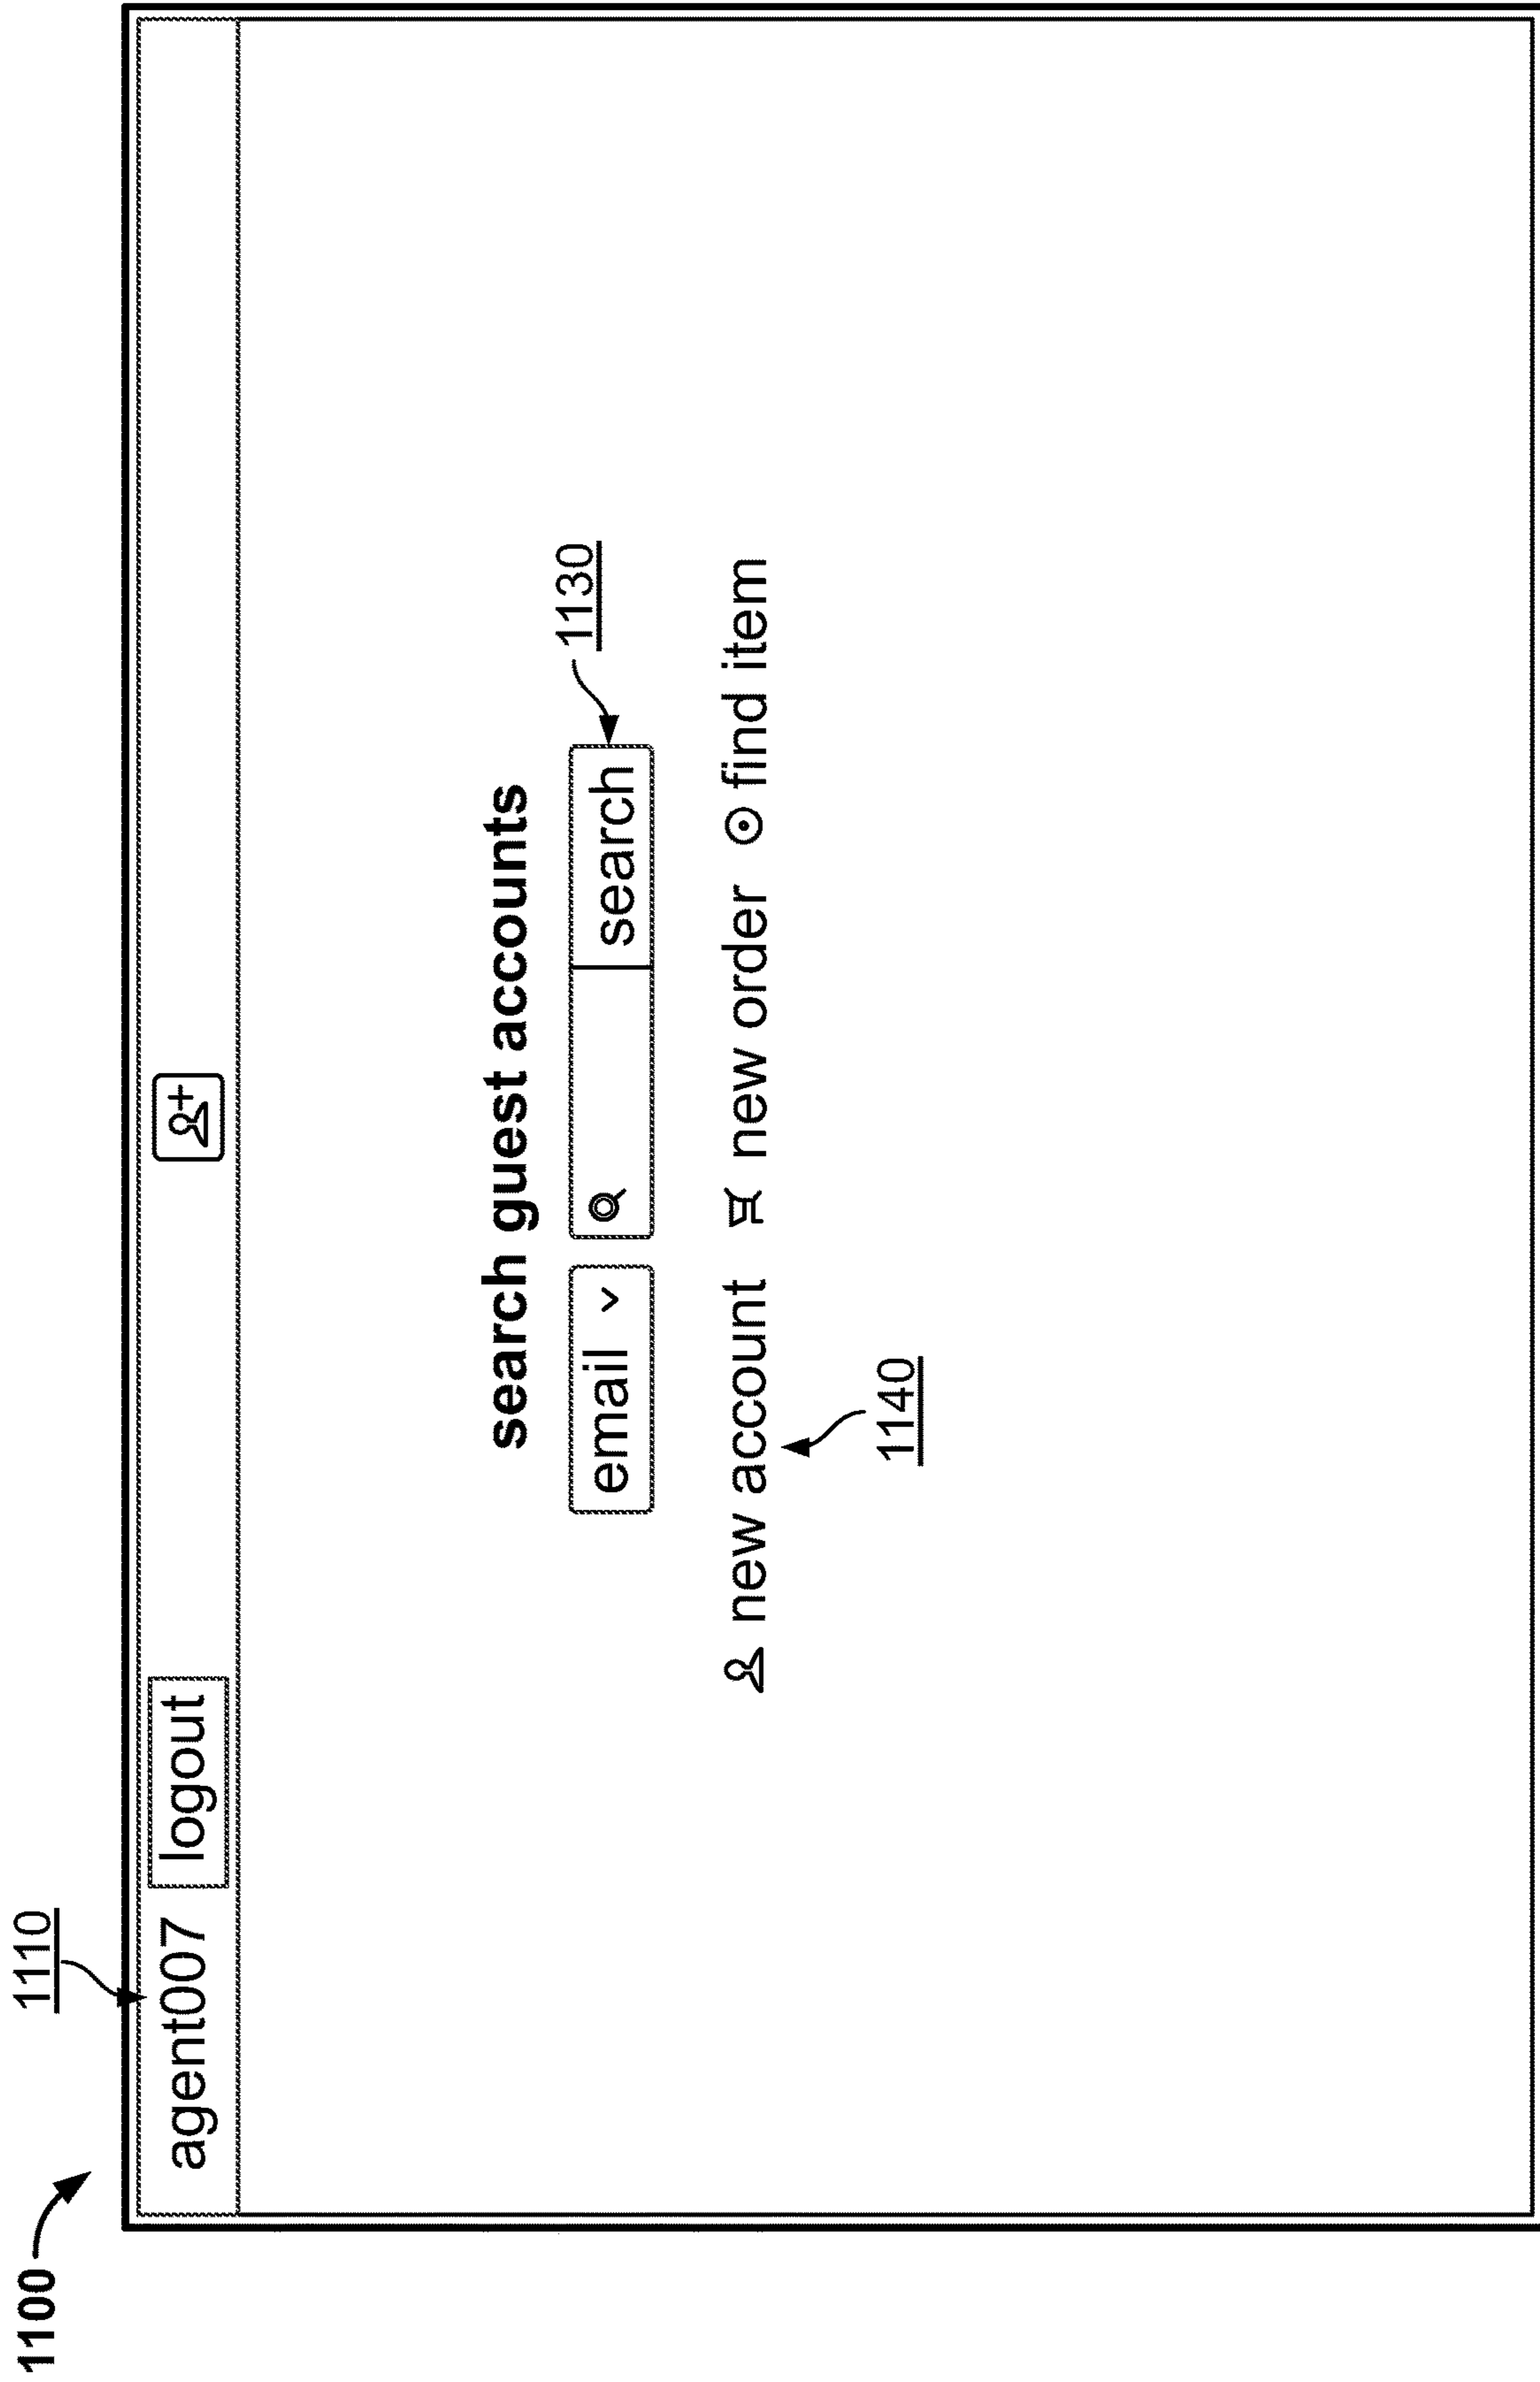 1100
1110
agent007 logout
search guest accounts
email search
1130
new account new order find item
1140